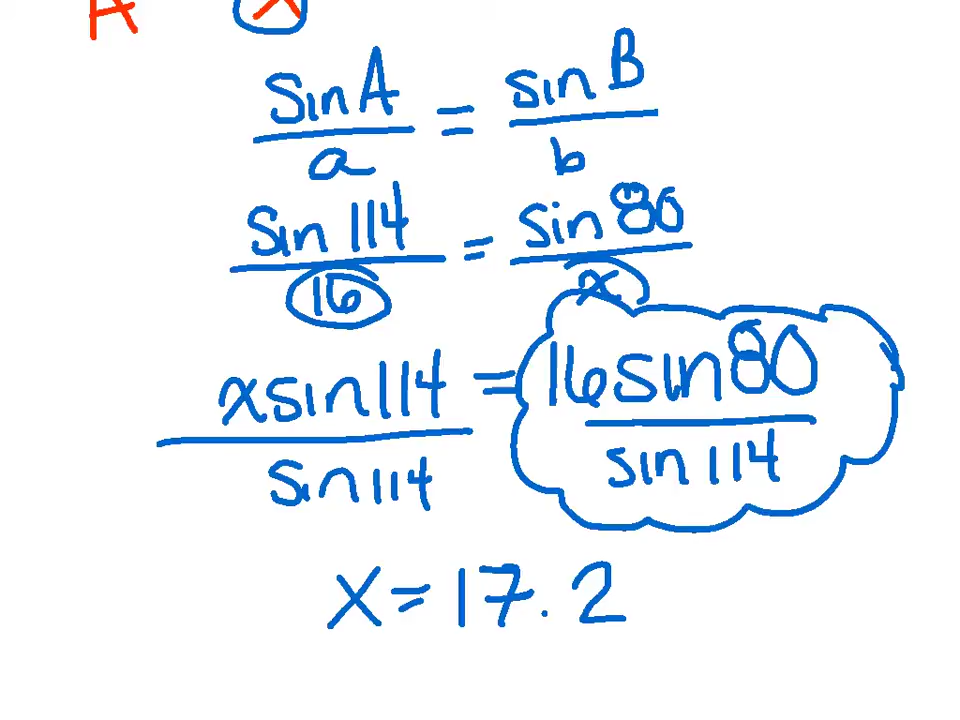 A X
sin A / a = sin B / b
sin 114 / 16 = sin 80 / x
x sin 114 / sin 114 = 16 sin 80 / sin 114
x = 17.2